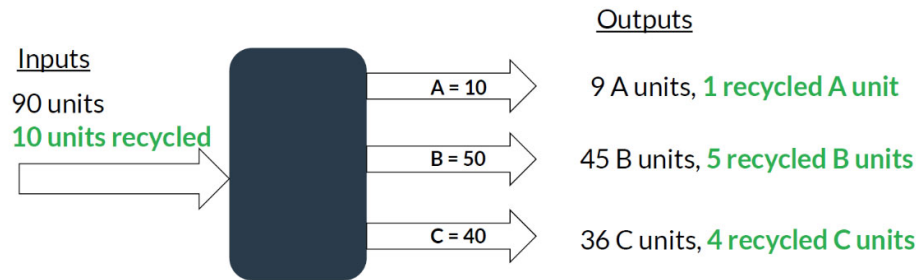 Inputs
90 units
10 units recycled
A = 10
B = 50
C = 40
Outputs
9 A units, 1 recycled A unit
45 B units, 5 recycled B units
36 C units, 4 recycled C units